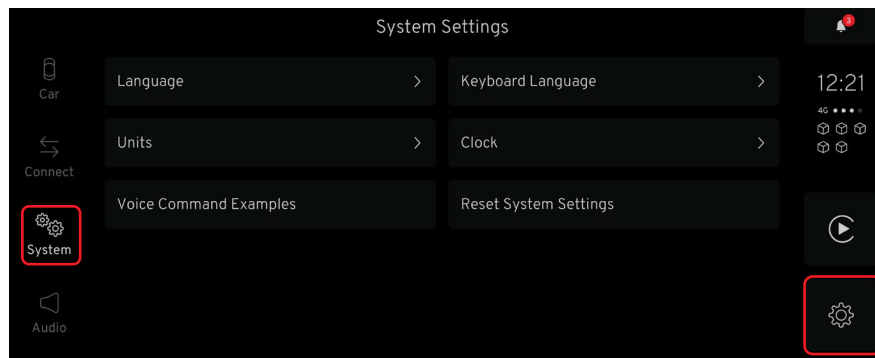 System Settings
3
Car
Language
Keyboard Language
12:21
4G
Units
Clock
Connect
Voice Command Examples
Reset System Settings
System
Audio